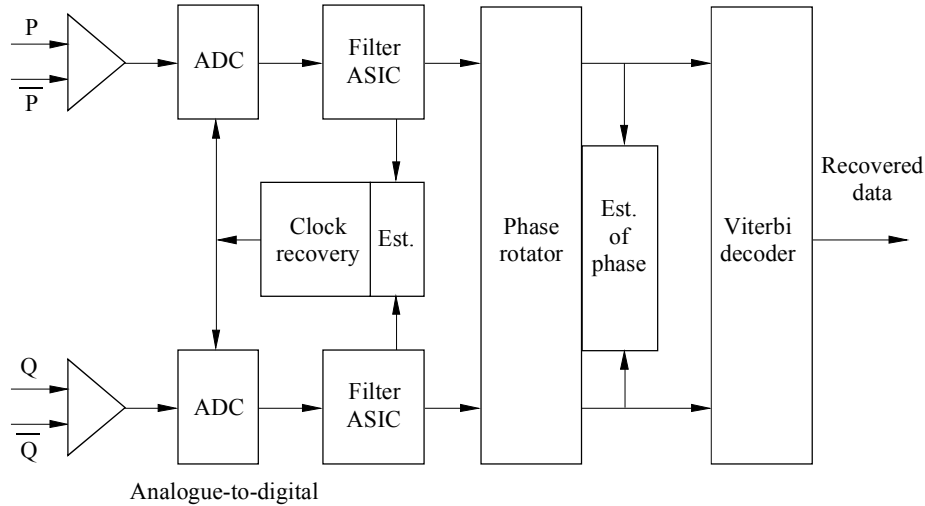 P
P̅
ADC
Filter
ASIC
Clock
recovery
Est.
Phase
rotator
Est.
of
phase
Viterbi
decoder
Recovered
data
Q
Q̅
ADC
Filter
ASIC
Analogue-to-digital